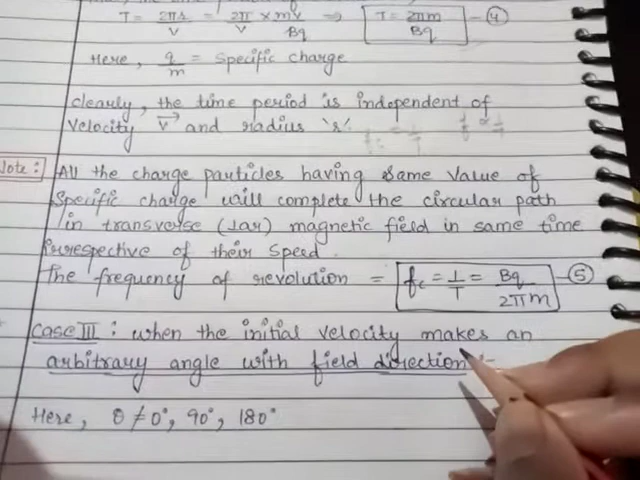 T = 2πr/V = 2π/V × mV/Bq ⇒ T = 2πm/Bq - ④
Here, q/m = Specific charge
clearly, the time period is independent of
velocity v⃗ and radius 'r'.
Note: All the charge particles having same value of
specific charge will complete the circular path
in transverse (⊥ar) magnetic field in same time
irrespective of their speed.
The frequency of revolution = fc = 1/T = Bq/2πm ⑤
Case III: when the initial velocity makes an
arbitrary angle with field direction :-
Here, θ ≠ 0°, 90°, 180°